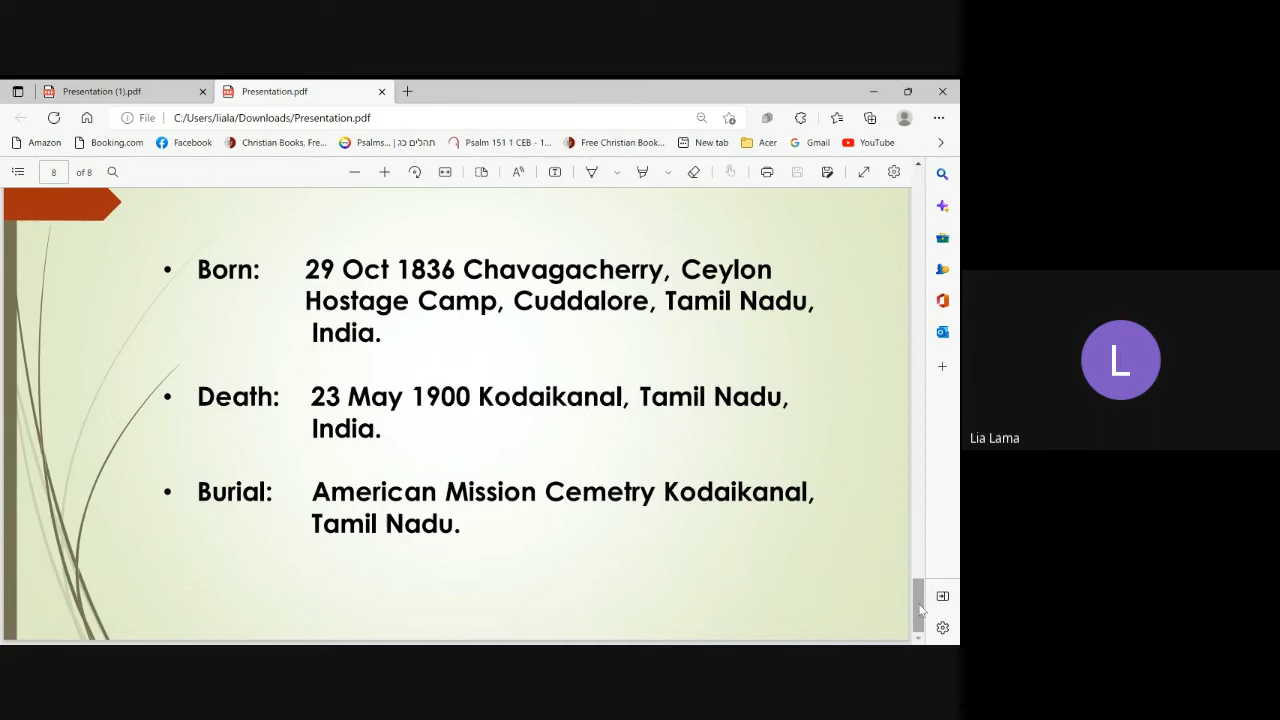 Presentation (1).pdf
Presentation.pdf
File
C:/Users/liala/Downloads/Presentation.pdf
Amazon
Booking.com
Facebook
Christian Books, Fre...
Psalms... | תהלים כג
Psalm 151 1 CEB - 1...
Free Christian Book...
New tab
Acer
Gmail
YouTube
8 of 8
• Born: 29 Oct 1836 Chavagacherry, Ceylon
Hostage Camp, Cuddalore, Tamil Nadu,
India.
• Death: 23 May 1900 Kodaikanal, Tamil Nadu,
India.
• Burial: American Mission Cemetry Kodaikanal,
Tamil Nadu.
L
Lia Lama